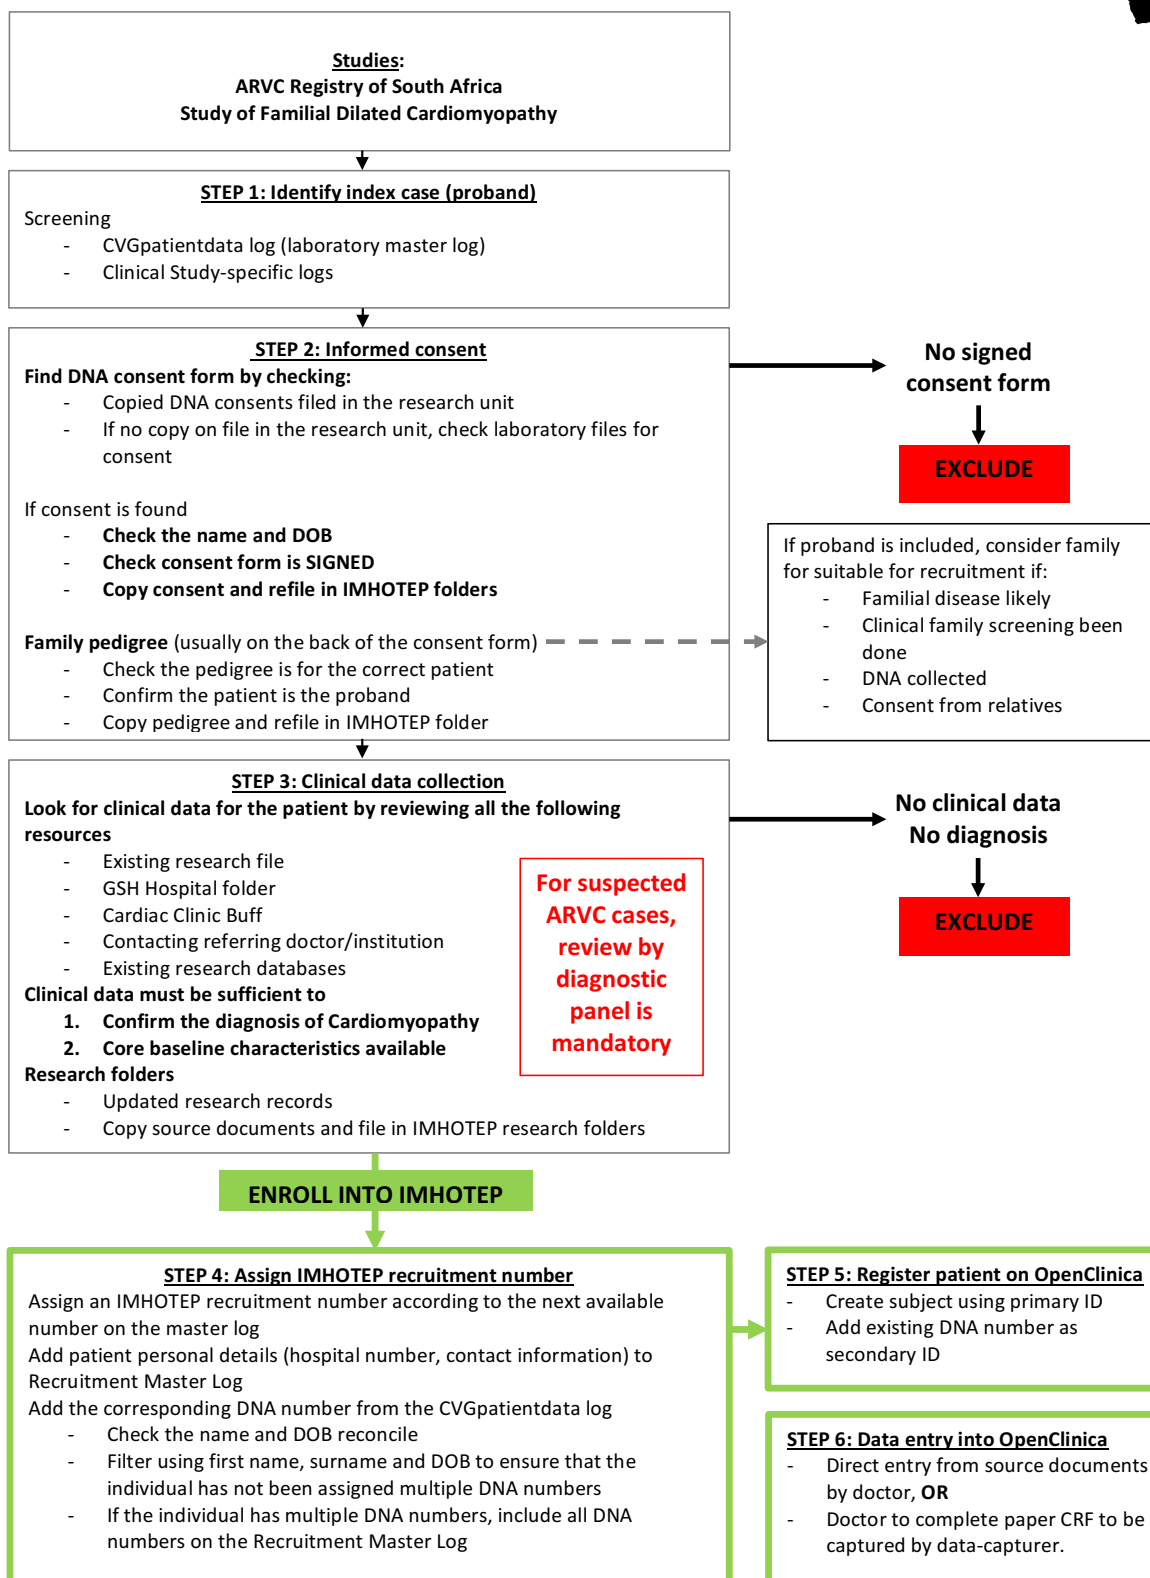 Studies:
ARVC Registry of South Africa
Study of Familial Dilated Cardiomyopathy
STEP 1: Identify index case (proband)
Screening
- CVGpatientdata log (laboratory master log)
- Clinical Study-specific logs
STEP 2: Informed consent
Find DNA consent form by checking:
- Copied DNA consents filed in the research unit
- If no copy on file in the research unit, check laboratory files for
consent
If consent is found
- Check the name and DOB
- Check consent form is SIGNED
- Copy consent and refile in IMHOTEP folders
Family pedigree (usually on the back of the consent form)
- Check the pedigree is for the correct patient
- Confirm the patient is the proband
- Copy pedigree and refile in IMHOTEP folder
No signed
consent form
EXCLUDE
If proband is included, consider family
for suitable for recruitment if:
- Familial disease likely
- Clinical family screening been
done
- DNA collected
- Consent from relatives
STEP 3: Clinical data collection
Look for clinical data for the patient by reviewing all the following
resources
- Existing research file
- GSH Hospital folder
- Cardiac Clinic Buff
- Contacting referring doctor/institution
- Existing research databases
Clinical data must be sufficient to
1. Confirm the diagnosis of Cardiomyopathy
2. Core baseline characteristics available
Research folders
- Updated research records
- Copy source documents and file in IMHOTEP research folders
For suspected
ARVC cases,
review by
diagnostic
panel is
mandatory
No clinical data
No diagnosis
EXCLUDE
ENROLL INTO IMHOTEP
STEP 4: Assign IMHOTEP recruitment number
Assign an IMHOTEP recruitment number according to the next available
number on the master log
Add patient personal details (hospital number, contact information) to
Recruitment Master Log
Add the corresponding DNA number from the CVGpatientdata log
- Check the name and DOB reconcile
- Filter using first name, surname and DOB to ensure that the
individual has not been assigned multiple DNA numbers
- If the individual has multiple DNA numbers, include all DNA
numbers on the Recruitment Master Log
STEP 5: Register patient on OpenClinica
- Create subject using primary ID
- Add existing DNA number as
secondary ID
STEP 6: Data entry into OpenClinica
- Direct entry from source documents
by doctor, OR
- Doctor to complete paper CRF to be
captured by data-capturer.